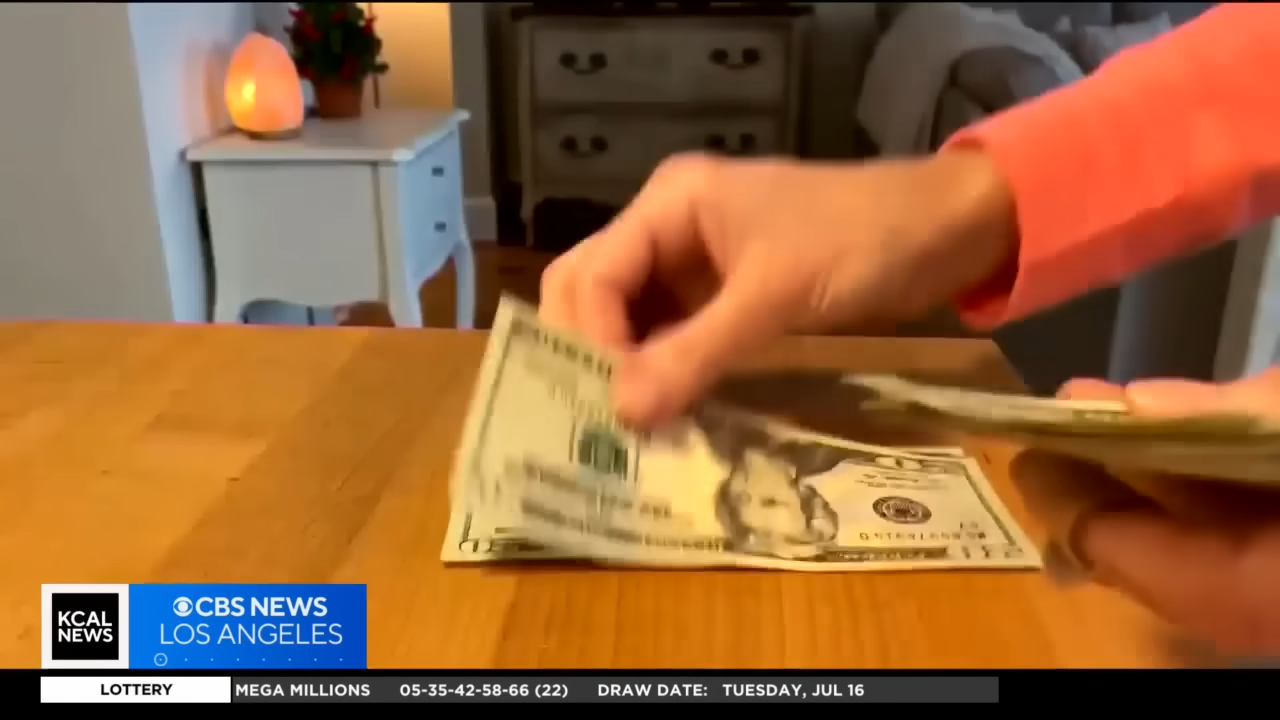 KCAL
NEWS
CBS NEWS
LOS ANGELES
LOTTERY
MEGA MILLIONS 05-35-42-58-66 (22) DRAW DATE: TUESDAY, JUL 16